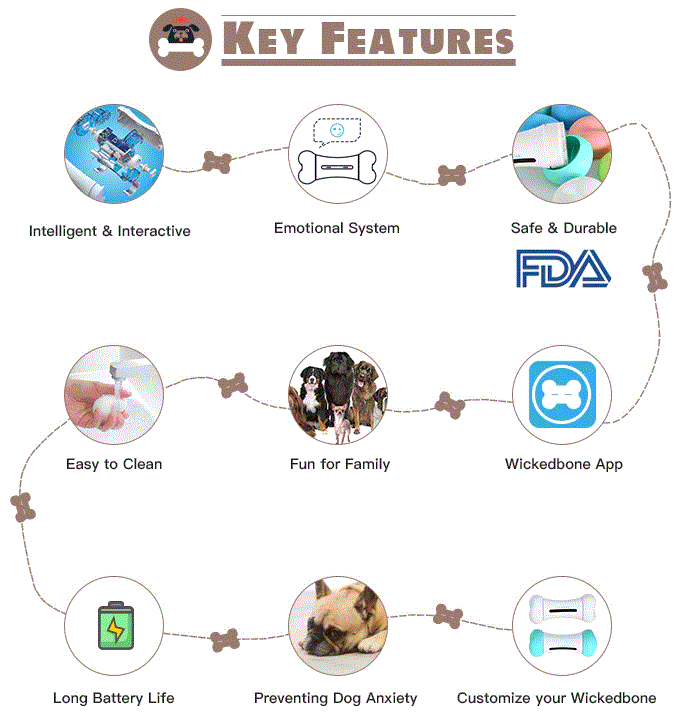 KEY FEATURES
Intelligent & Interactive
Emotional System
Safe & Durable
FDA
Easy to Clean
Fun for Family
Wickedbone App
Long Battery Life
Preventing Dog Anxiety
Customize your Wickedbone